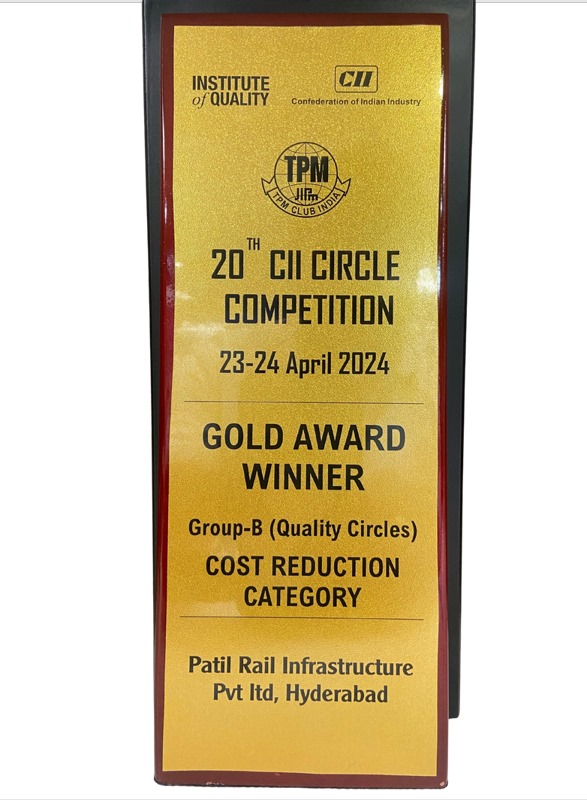 INSTITUTE
of QUALITY
CII
Confederation of Indian Industry
TPM
JIPM
TPM CLUB INDIA
20TH CII CIRCLE
COMPETITION
23-24 April 2024
GOLD AWARD
WINNER
Group-B (Quality Circles)
COST REDUCTION
CATEGORY
Patil Rail Infrastructure
Pvt ltd, Hyderabad